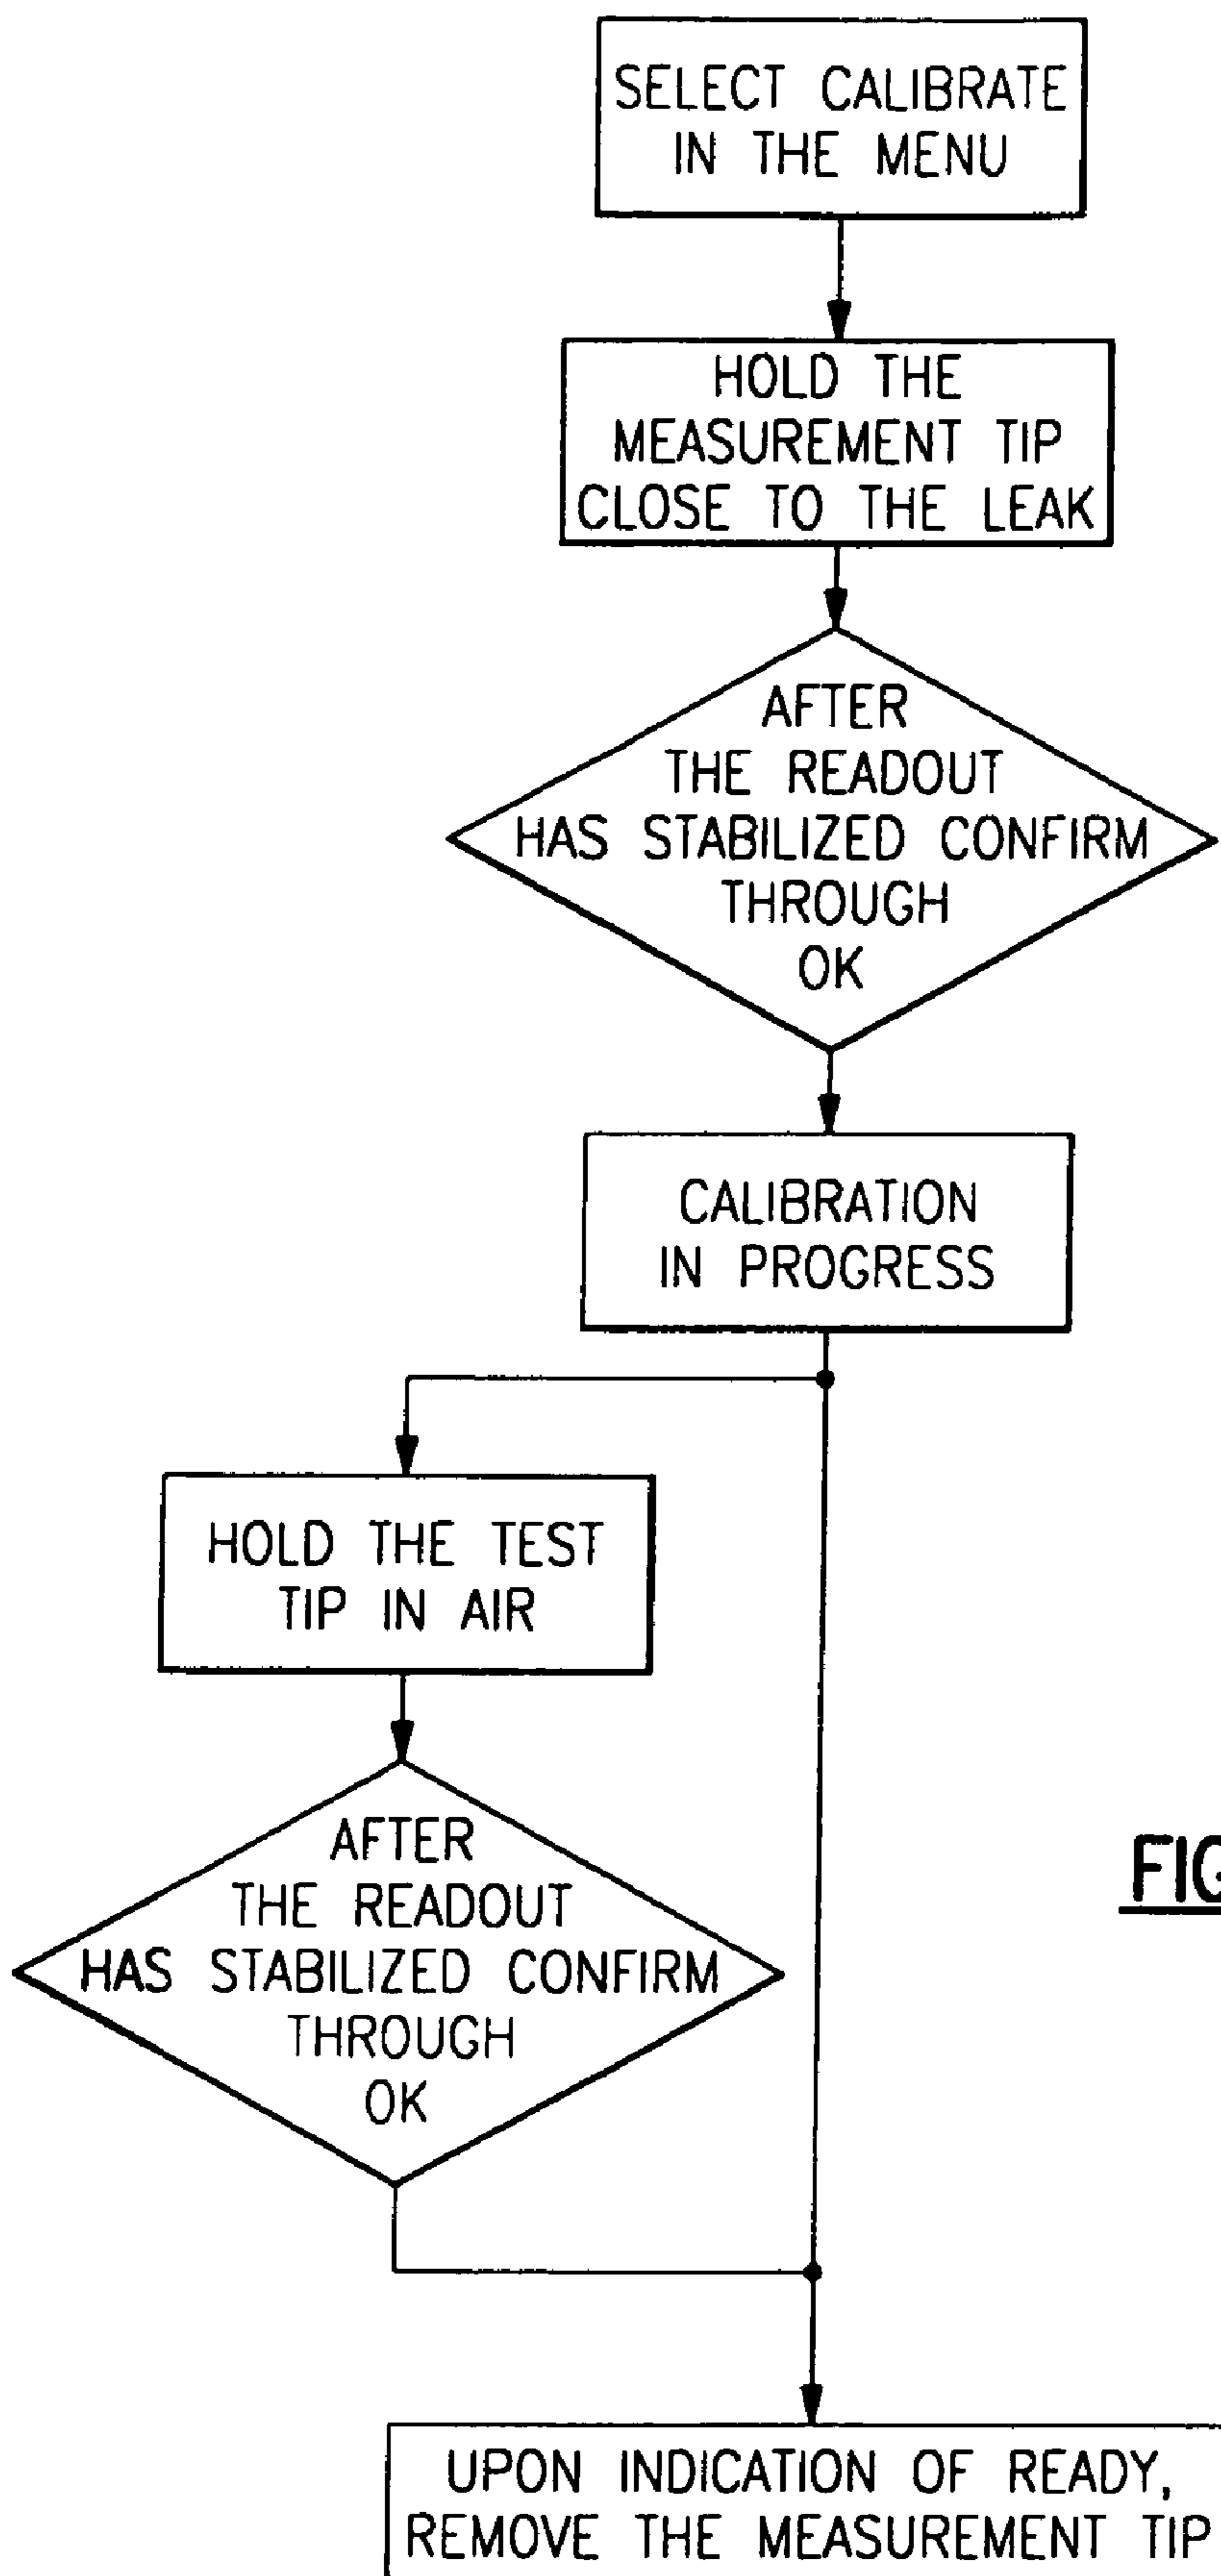 SELECT CALIBRATE
IN THE MENU
HOLD THE
MEASUREMENT TIP
CLOSE TO THE LEAK
AFTER
THE READOUT
HAS STABILIZED CONFIRM
THROUGH
OK
CALIBRATION
IN PROGRESS
HOLD THE TEST
TIP IN AIR
AFTER
THE READOUT
HAS STABILIZED CONFIRM
THROUGH
OK
FIG
UPON INDICATION OF READY,
REMOVE THE MEASUREMENT TIP